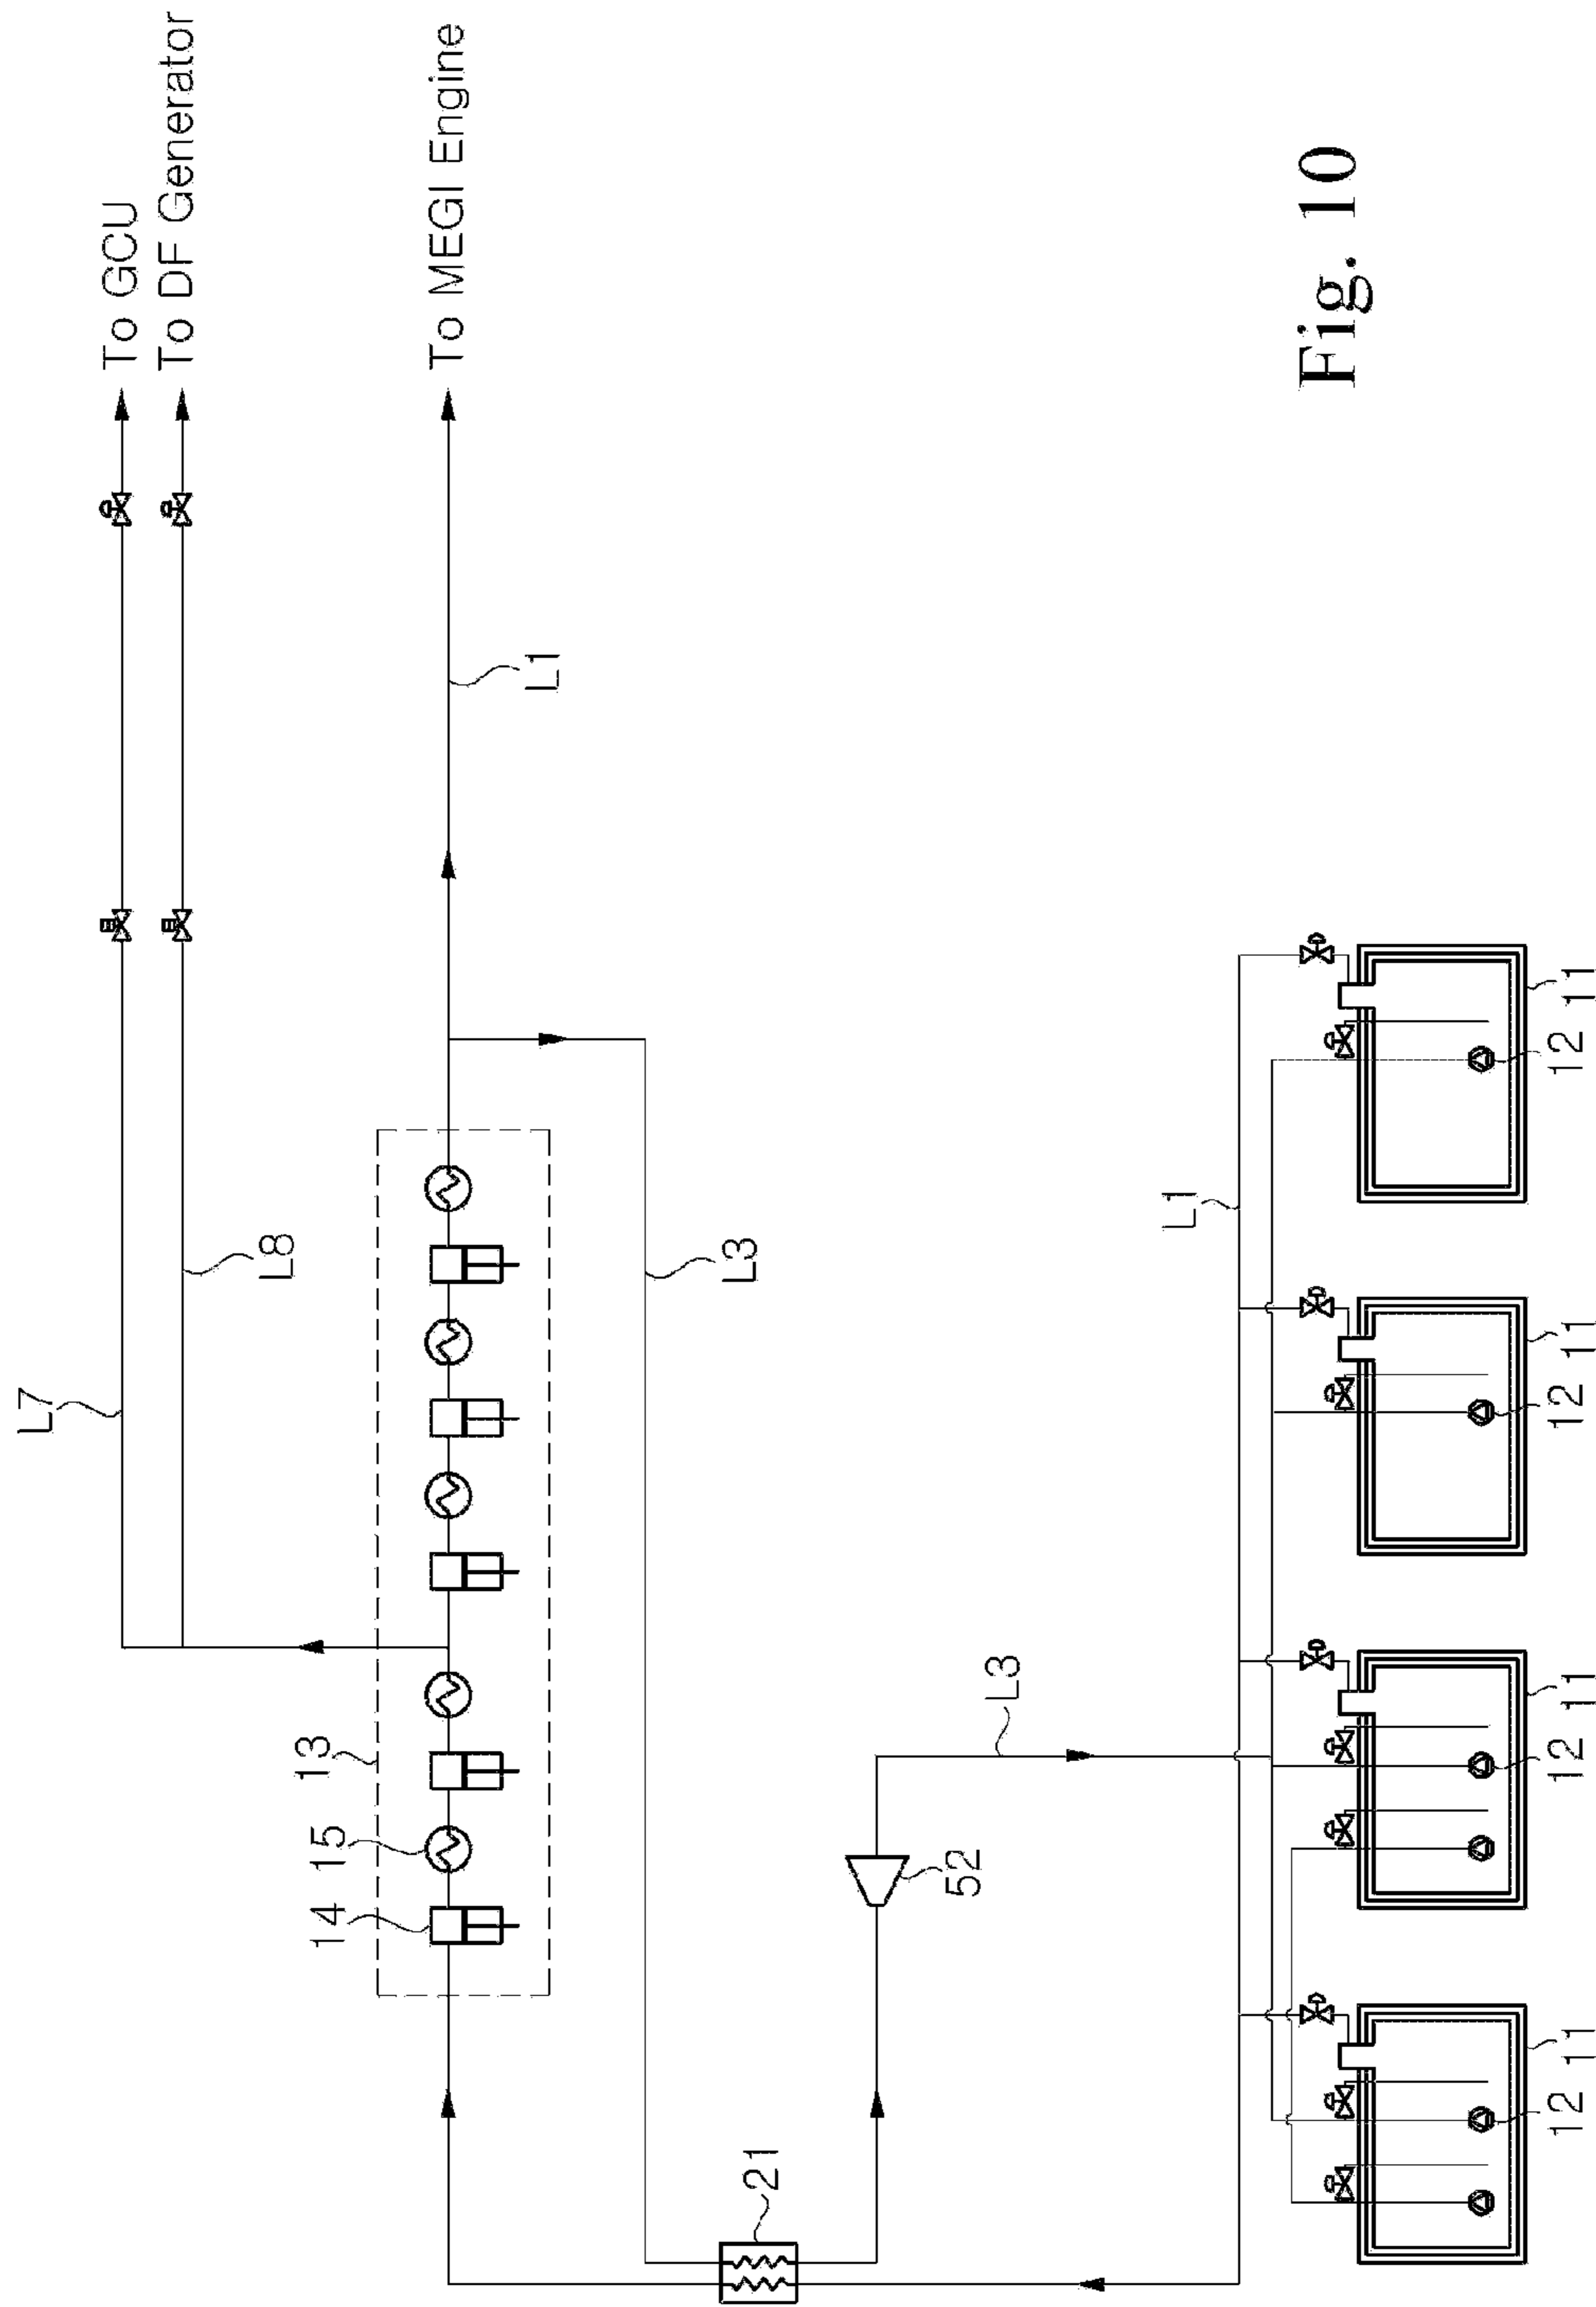 To GCU
To DF Generator
To MEGI Engine
L7
L8
L1
13
15
14
L3
21
52
L3
L1
11
12
11
12
11
12
11
12
Fig. 10